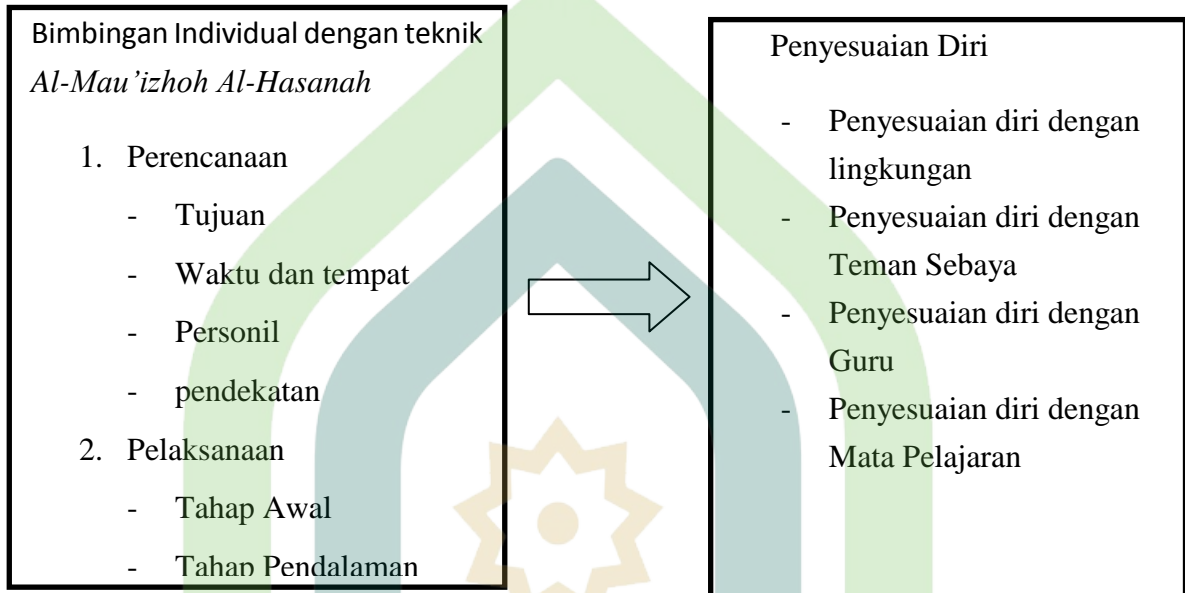 Bimbingan Individual dengan teknik
Al-Mau’izhoh Al-Hasanah
1. Perencanaan
- Tujuan
- Waktu dan tempat
- Personil
- pendekatan
2. Pelaksanaan
- Tahap Awal
- Tahap Pendalaman
Penyesuaian Diri
- Penyesuaian diri dengan
lingkungan
- Penyesuaian diri dengan
Teman Sebaya
- Penyesuaian diri dengan
Guru
- Penyesuaian diri dengan
Mata Pelajaran